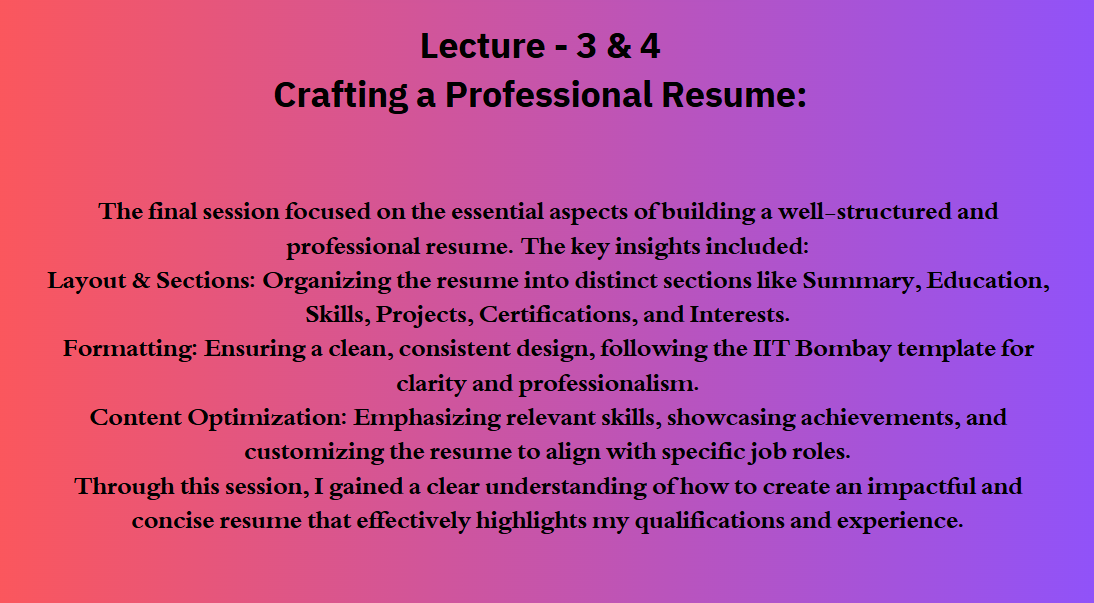 Lecture - 3 & 4
Crafting a Professional Resume:
The final session focused on the essential aspects of building a well-structured and
professional resume. The key insights included:
Layout & Sections: Organizing the resume into distinct sections like Summary, Education,
Skills, Projects, Certifications, and Interests.
Formatting: Ensuring a clean, consistent design, following the IIT Bombay template for
clarity and professionalism.
Content Optimization: Emphasizing relevant skills, showcasing achievements, and
customizing the resume to align with specific job roles.
Through this session, I gained a clear understanding of how to create an impactful and
concise resume that effectively highlights my qualifications and experience.